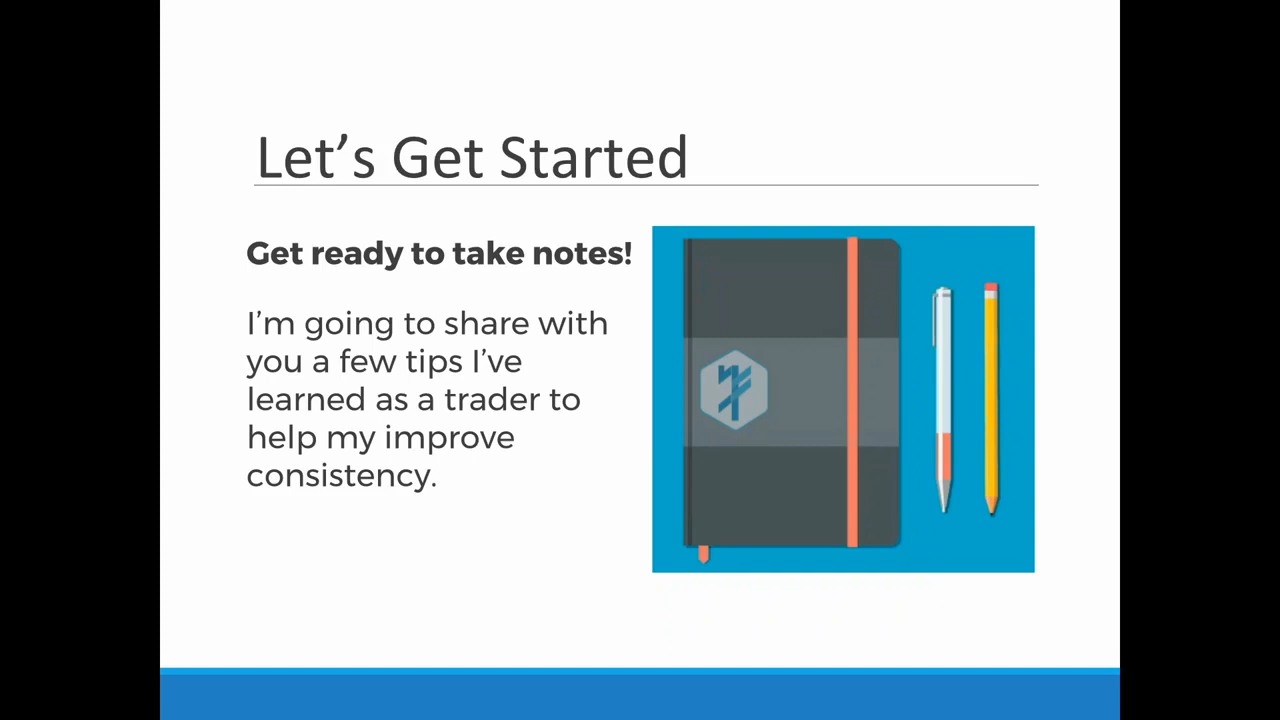 Let’s Get Started
Get ready to take notes!
I’m going to share with
you a few tips I’ve
learned as a trader to
help my improve
consistency.